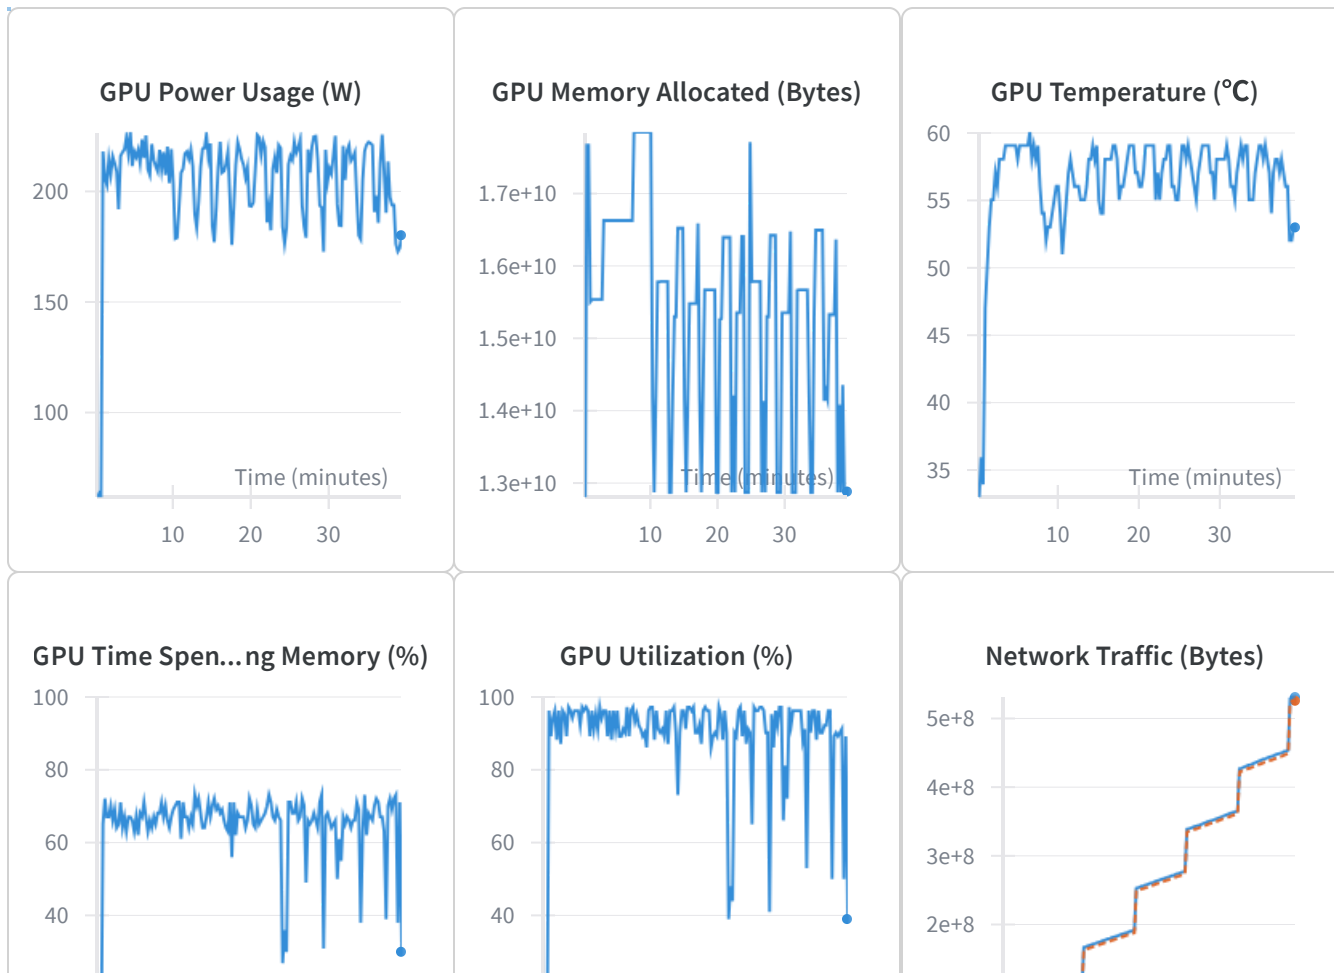 GPU Power Usage (W)
200
150
100
Time (minutes)
10 20 30
GPU Memory Allocated (Bytes)
1.7e+10
1.6e+10
1.5e+10
1.4e+10
1.3e+10
Time (minutes)
10 20 30
GPU Temperature (℃)
60
55
50
45
40
35
Time (minutes)
10 20 30
GPU Time Spen...ng Memory (%)
100
80
60
40
GPU Utilization (%)
100
80
60
40
Network Traffic (Bytes)
5e+8
4e+8
3e+8
2e+8